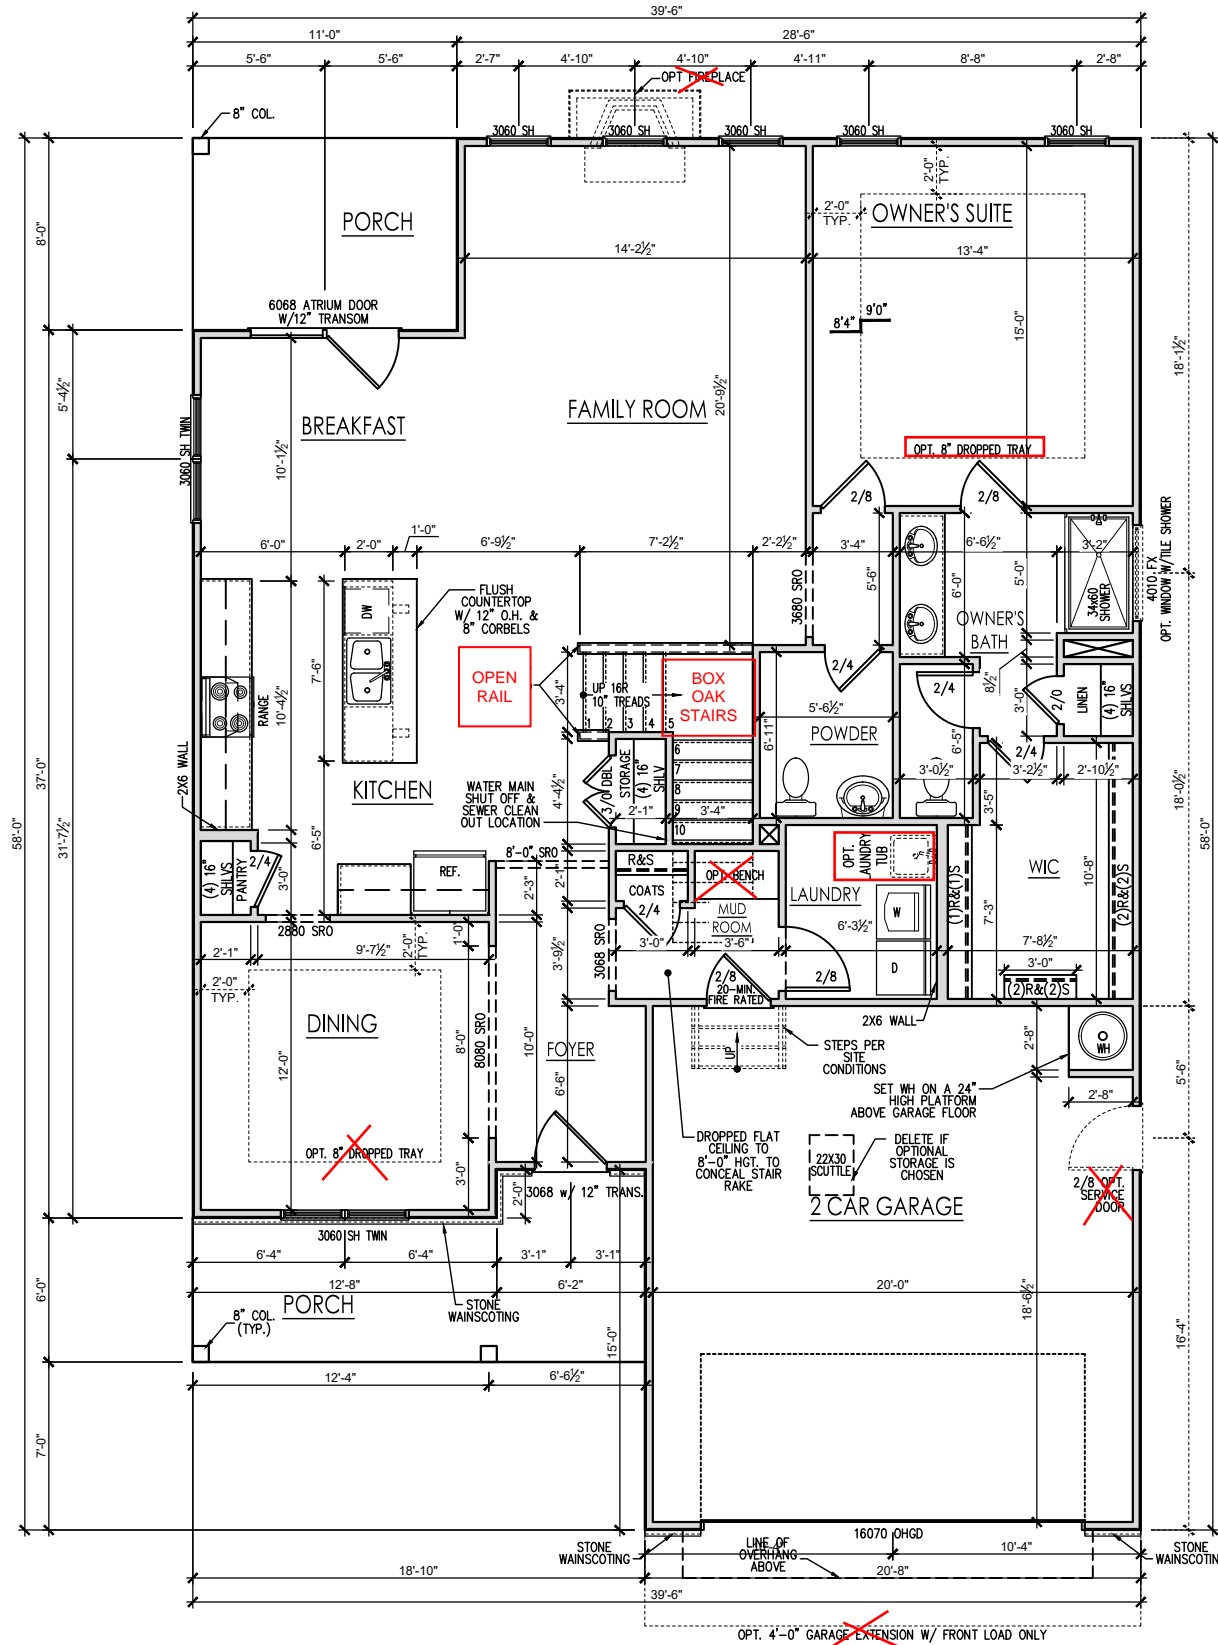 39'-6"
11'-0"
28'-6"
5'-6"
5'-6"
2'-7"
4'-10"
4'-10"
4'-11"
8'-8"
2'-8"
OPT FIREPLACE
8" COL.
3060 SH
3060 SH
3060 SH
3060 SH
3060 SH
PORCH
2'-0"
TYP.
2'-0"
TYP.
OWNER'S SUITE
8'-0"
14'-2½"
13'-4"
6068 ATRIUM DOOR
W/12" TRANSOM
9'0"
8'4"
15'-0"
18'-1½"
5'-4½"
FAMILY ROOM
20'-9½"
BREAKFAST
10'-1½"
3060 SH TWIN
OPT. 8" DROPPED TRAY
2/8
2/8
1'-0"
6'-0"
2'-0"
6'-9½"
7'-2½"
2'-2½"
3'-4"
6'-6½"
3'-2"
4010 FX
OPT. WINDOW W/TILE SHOWER
5'-6"
6'-0"
5'-0"
3680 SRO
34x60
SHOWER
FLUSH
COUNTERTOP
W/ 12" O.H. &
8" CORBELS
DW
OWNER'S
BATH
OPEN
RAIL
BOX
OAK
STAIRS
UP 16R
10" TREADS
3'-4"
1
2
3
4
5
6
7
8
9
10
2/4
2/4
8½"
3'-0"
2/0
LINEN
(4) 16"
SHLVS
7'-6"
10'-4½"
RANGE
5'-6½"
POWDER
6'-11"
6'-5"
2/4
3'-0½"
3'-2½"
2'-10½"
2X6 WALL
37'-0"
58'-0"
31'-7½"
KITCHEN
WATER MAIN
SHUT OFF &
SEWER CLEAN
OUT LOCATION
4'-4½"
3/0 DBL
STORAGE
(4) 16"
SHLV
2'-1"
3'-4"
3'-5"
18'-0½"
58'-0"
6'-5"
8'-0" SRO
(4) 16"
SHLVS
PANTRY
2/4
3'-0"
REF.
2'-3"
2'-1"
R&S
COATS
2/4
OPT BENCH
MUD
ROOM
LAUNDRY
OPT.
LAUNDRY
TUB
W
D
6'-3½"
WIC
(1)R&(1)S
(2)R&(2)S
10'-8"
7'-3"
7'-8½"
3'-0"
(2)R&(2)S
2880 SRO
2'-1"
9'-7½"
2'-0"
TYP.
1'-0"
3'-9½"
3068 SRO
3'-0"
3'-6"
2/8
20-MIN.
FIRE RATED
2/8
2'-0"
TYP.
DINING
12'-0"
8'-0"
8080 SRO
10'-0"
FOYER
6'-6"
UP
STEPS PER
SITE
CONDITIONS
2X6 WALL
2'-8"
WH
SET WH ON A 24"
HIGH PLATFORM
ABOVE GARAGE FLOOR
2'-8"
5'-6"
OPT. 8" DROPPED TRAY
3'-0"
2'-0"
DROPPED FLAT
CEILING TO
8'-0" HGT. TO
CONCEAL STAIR
RAKE
22X30
SCUTTLE
DELETE IF
OPTIONAL
STORAGE IS
CHOSEN
2/8 OPT.
SERVICE
DOOR
3068 w/ 12" TRANS.
2 CAR GARAGE
3060 SH TWIN
6'-4"
6'-4"
3'-1"
3'-1"
12'-8"
6'-2"
20'-0"
18'-6½"
6'-0"
PORCH
8" COL.
(TYP.)
STONE
WAINSCOTING
15'-0"
16'-4"
12'-4"
6'-6½"
7'-0"
16070 OHGD
STONE
WAINSCOTING
LINE OF
OVERHANG
ABOVE
10'-4"
STONE
WAINSCOTING
18'-10"
20'-8"
39'-6"
OPT. 4'-0" GARAGE EXTENSION W/ FRONT LOAD ONLY